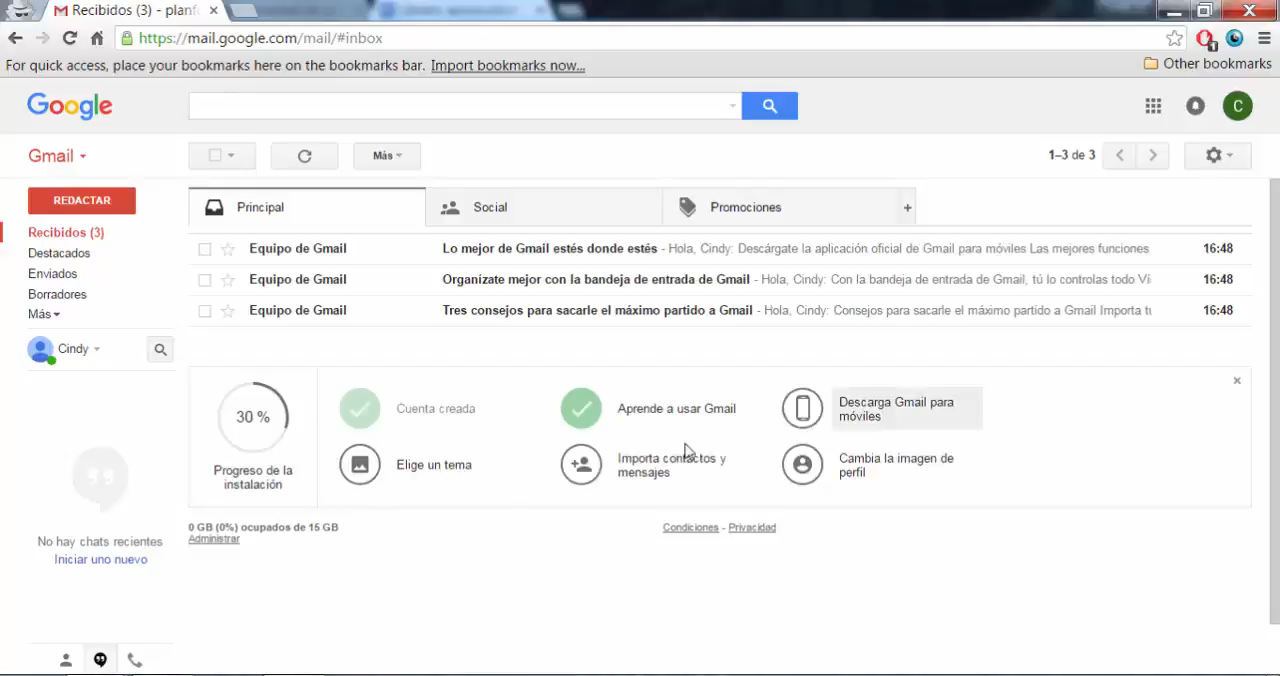 Recibidos (3) - planf
https://mail.google.com/mail/#inbox
1
For quick access, place your bookmarks here on the bookmarks bar. Import bookmarks now...
Other bookmarks
Google
C
Gmail
Más
1–3 de 3
REDACTAR
Principal
Social
Promociones
+
Recibidos (3)
Destacados
Enviados
Borradores
Más
Equipo de Gmail Lo mejor de Gmail estés donde estés - Hola, Cindy: Descárgate la aplicación oficial de Gmail para móviles Las mejores funciones 16:48
Equipo de Gmail Organízate mejor con la bandeja de entrada de Gmail - Hola, Cindy: Con la bandeja de entrada de Gmail, tú lo controlas todo Ví 16:48
Equipo de Gmail Tres consejos para sacarle el máximo partido a Gmail - Hola, Cindy: Consejos para sacarle el máximo partido a Gmail Importa tu 16:48
Cindy
30 %
Progreso de la
instalación
Cuenta creada
Aprende a usar Gmail
Descarga Gmail para
móviles
Elige un tema
Importa contactos y
mensajes
Cambia la imagen de
perfil
0 GB (0%) ocupados de 15 GB
Administrar
Condiciones - Privacidad
No hay chats recientes
Iniciar uno nuevo